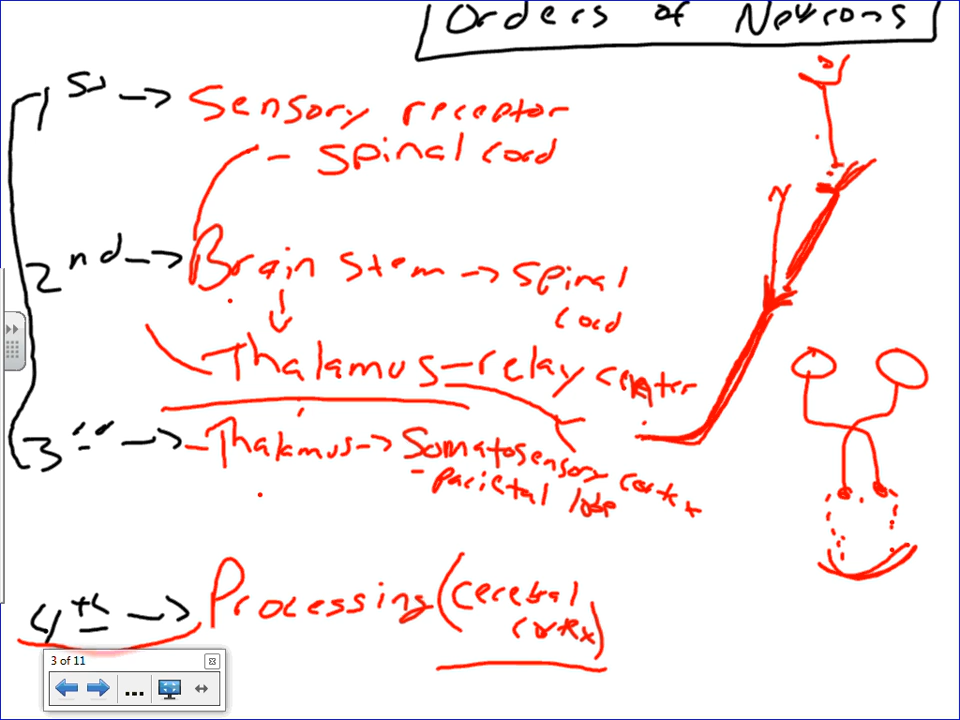 Orders of Neurons
1st → Sensory receptor
- Spinal cord
2nd → Brain stem → spinal
cord
Thalamus - relay center
3rd → - Thalamus → Somatosensory cortex
- parietal lobe
4th → Processing (cerebral
cortex)
3 of 11
...